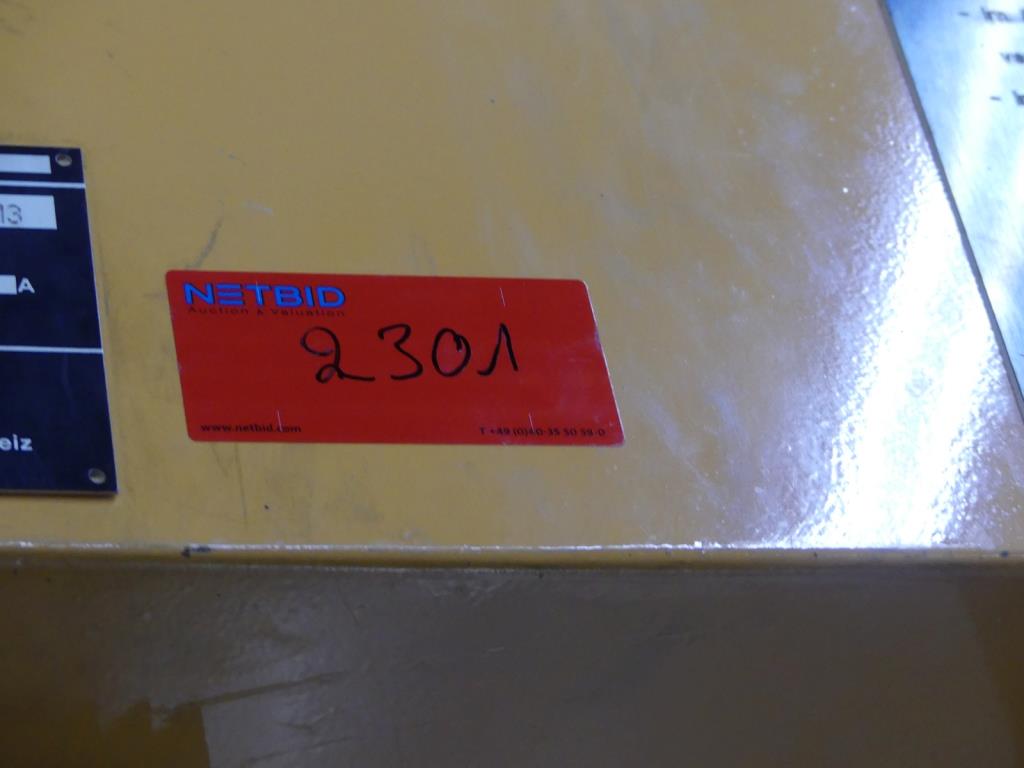 13
A
eiz
NETBID
Auction & Valuation
2301
www.netbid.com
T +49 (0)40-35 50 59-0